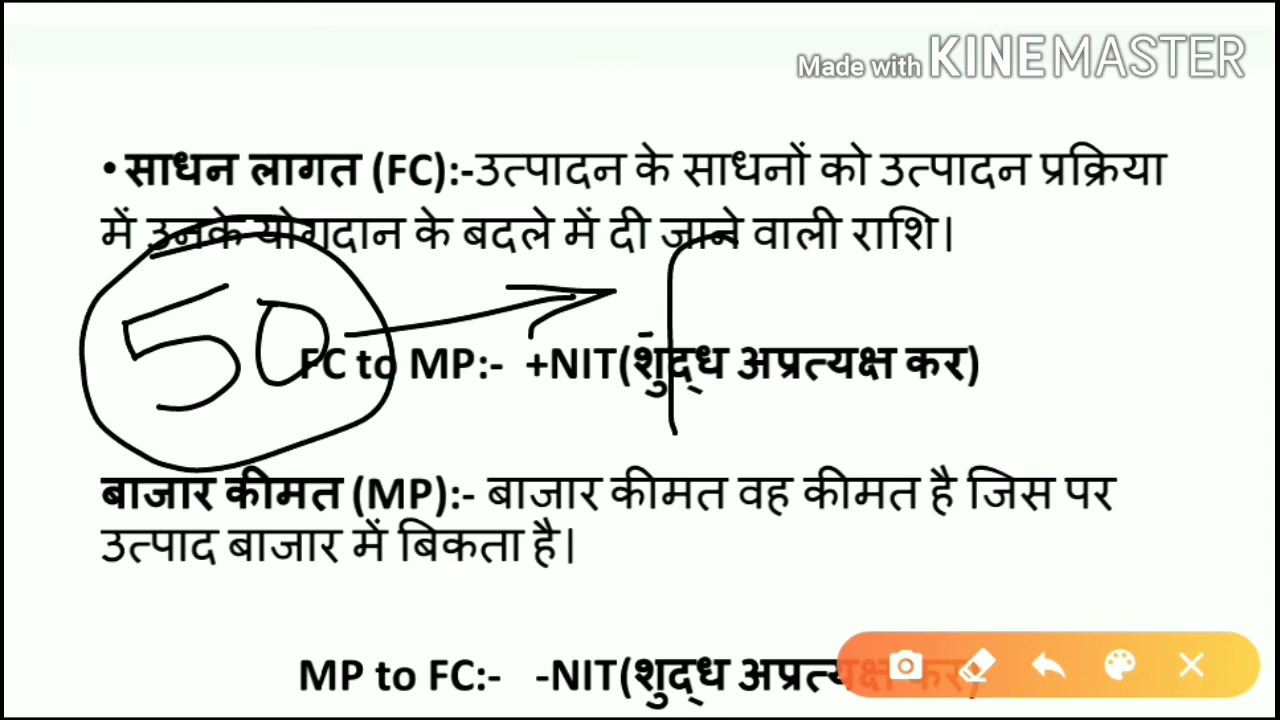 Made with KINEMASTER
• साधन लागत (FC):-उत्पादन के साधनों को उत्पादन प्रक्रिया
में उनके योगदान के बदले में दी जाने वाली राशि।
50
FC to MP:- +NIT(शुद्ध अप्रत्यक्ष कर)
बाजार कीमत (MP):- बाजार कीमत वह कीमत है जिस पर
उत्पाद बाजार में बिकता है।
MP to FC:- -NIT(शुद्ध अप्रत्यक्ष कर)